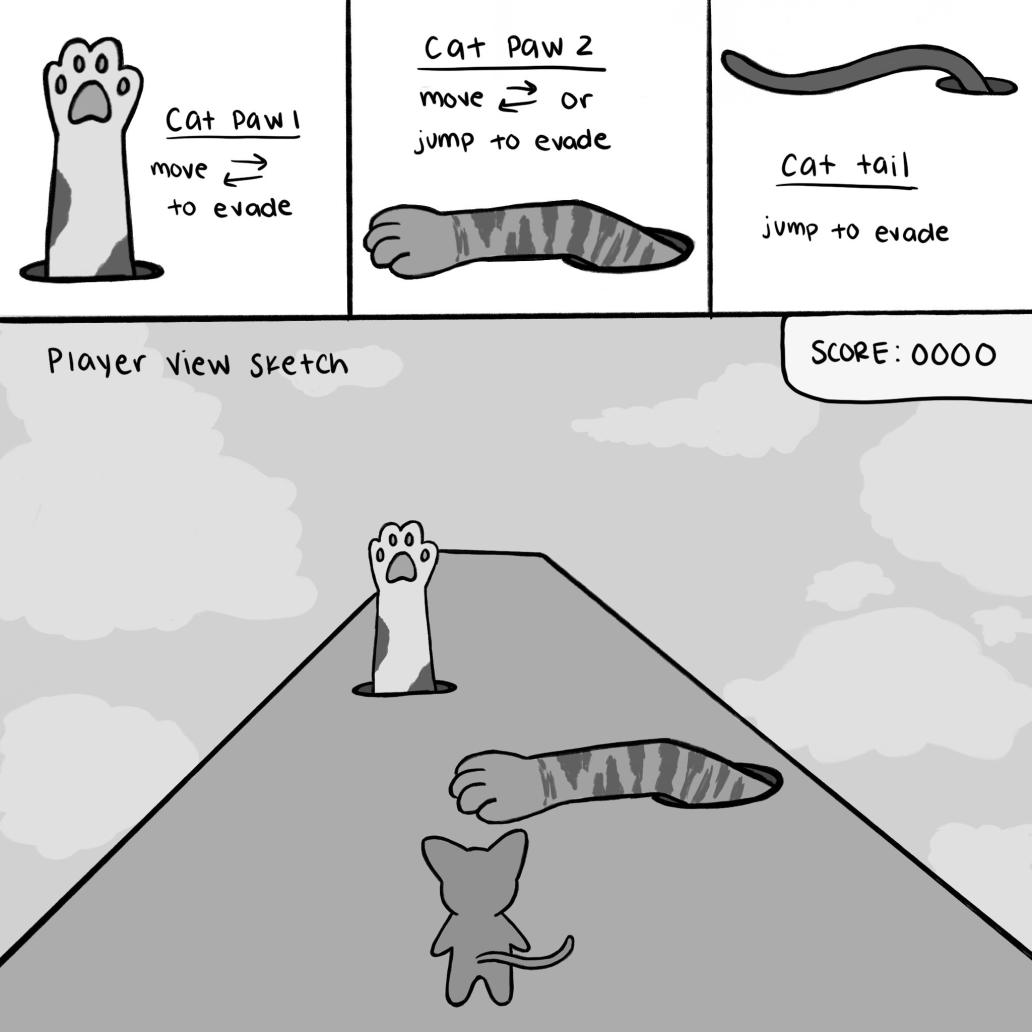 Cat Paw 1
move ⇄
to evade
Cat Paw 2
move ⇄ or
jump to evade
Cat tail
jump to evade
Player View Sketch
SCORE: 0000